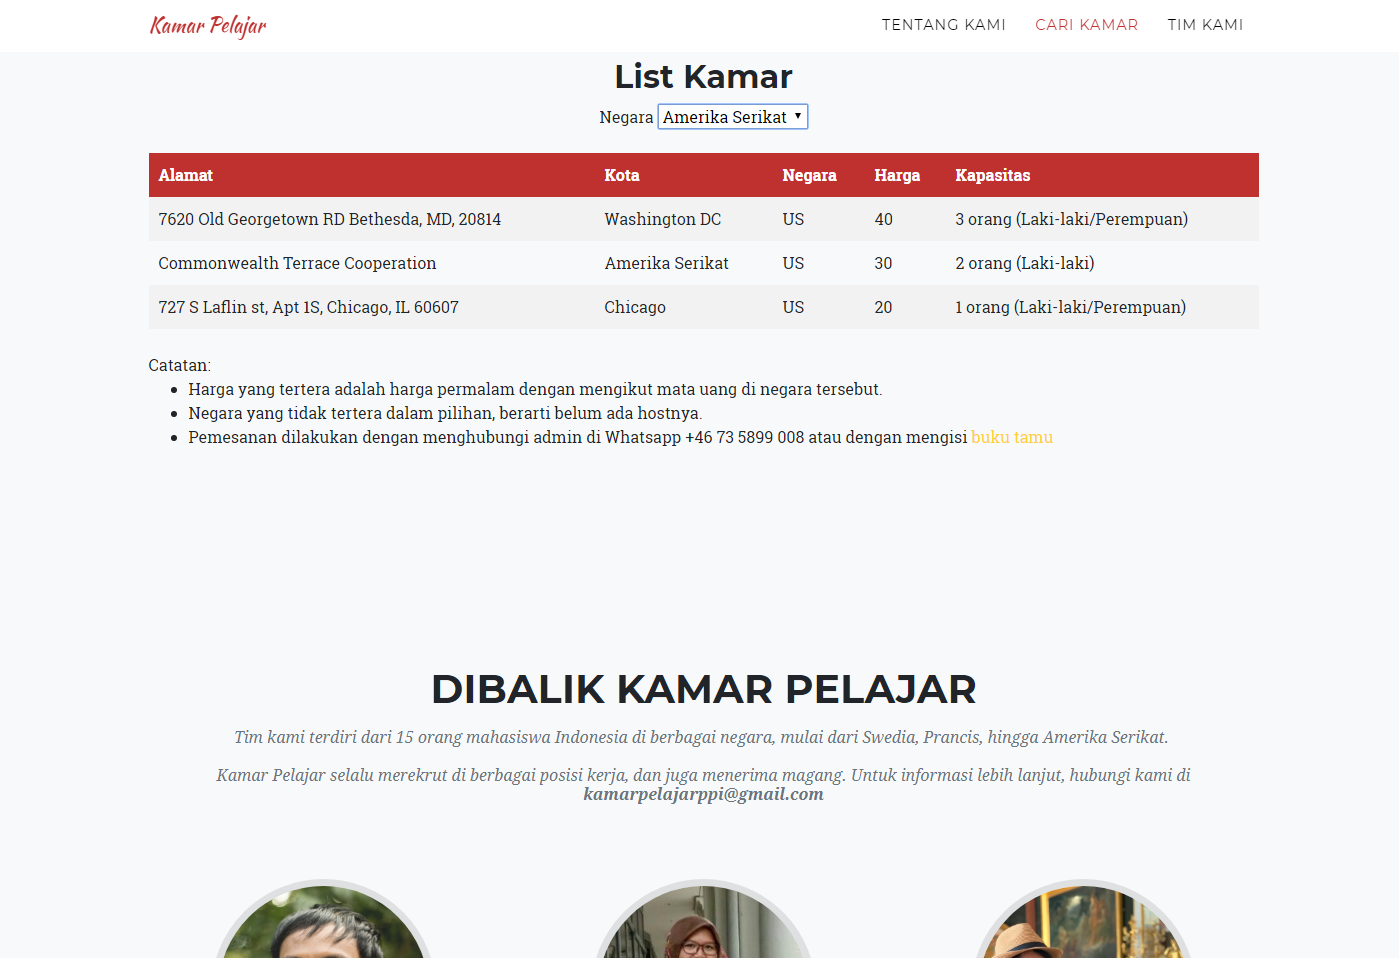 Kamar Pelajar
TENTANG KAMI CARI KAMAR TIM KAMI
List Kamar
Negara Amerika Serikat
Alamat Kota Negara Harga Kapasitas
7620 Old Georgetown RD Bethesda, MD, 20814 Washington DC US 40 3 orang (Laki-laki/Perempuan)
Commonwealth Terrace Cooperation Amerika Serikat US 30 2 orang (Laki-laki)
727 S Laflin st, Apt 1S, Chicago, IL 60607 Chicago US 20 1 orang (Laki-laki/Perempuan)
Catatan:
• Harga yang tertera adalah harga permalam dengan mengikut mata uang di negara tersebut.
• Negara yang tidak tertera dalam pilihan, berarti belum ada hostnya.
• Pemesanan dilakukan dengan menghubungi admin di Whatsapp +46 73 5899 008 atau dengan mengisi buku tamu
DIBALIK KAMAR PELAJAR
Tim kami terdiri dari 15 orang mahasiswa Indonesia di berbagai negara, mulai dari Swedia, Prancis, hingga Amerika Serikat.
Kamar Pelajar selalu merekrut di berbagai posisi kerja, dan juga menerima magang. Untuk informasi lebih lanjut, hubungi kami di
kamarpelajarppi@gmail.com